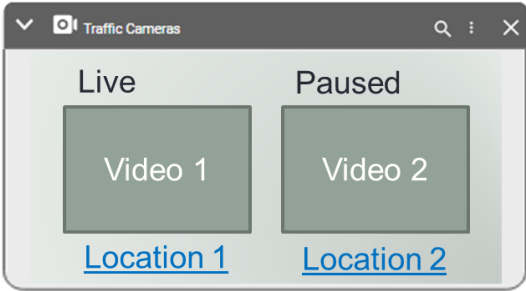 Traffic Cameras
Live Paused
Video 1 Video 2
Location 1 Location 2